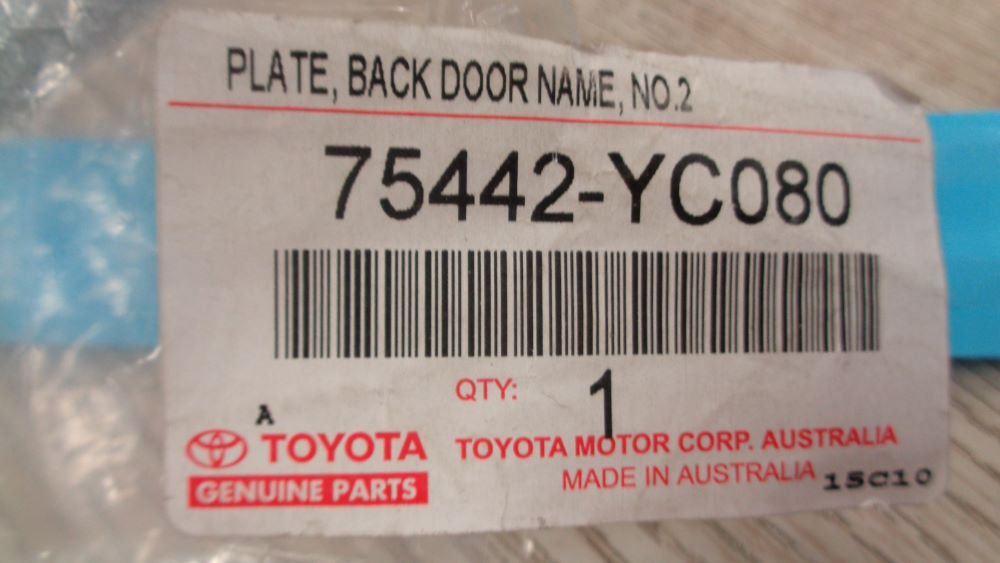 PLATE, BACK DOOR NAME, NO.2
75442-YC080
QTY: 1
A
TOYOTA
GENUINE PARTS
TOYOTA MOTOR CORP. AUSTRALIA
MADE IN AUSTRALIA 15C10